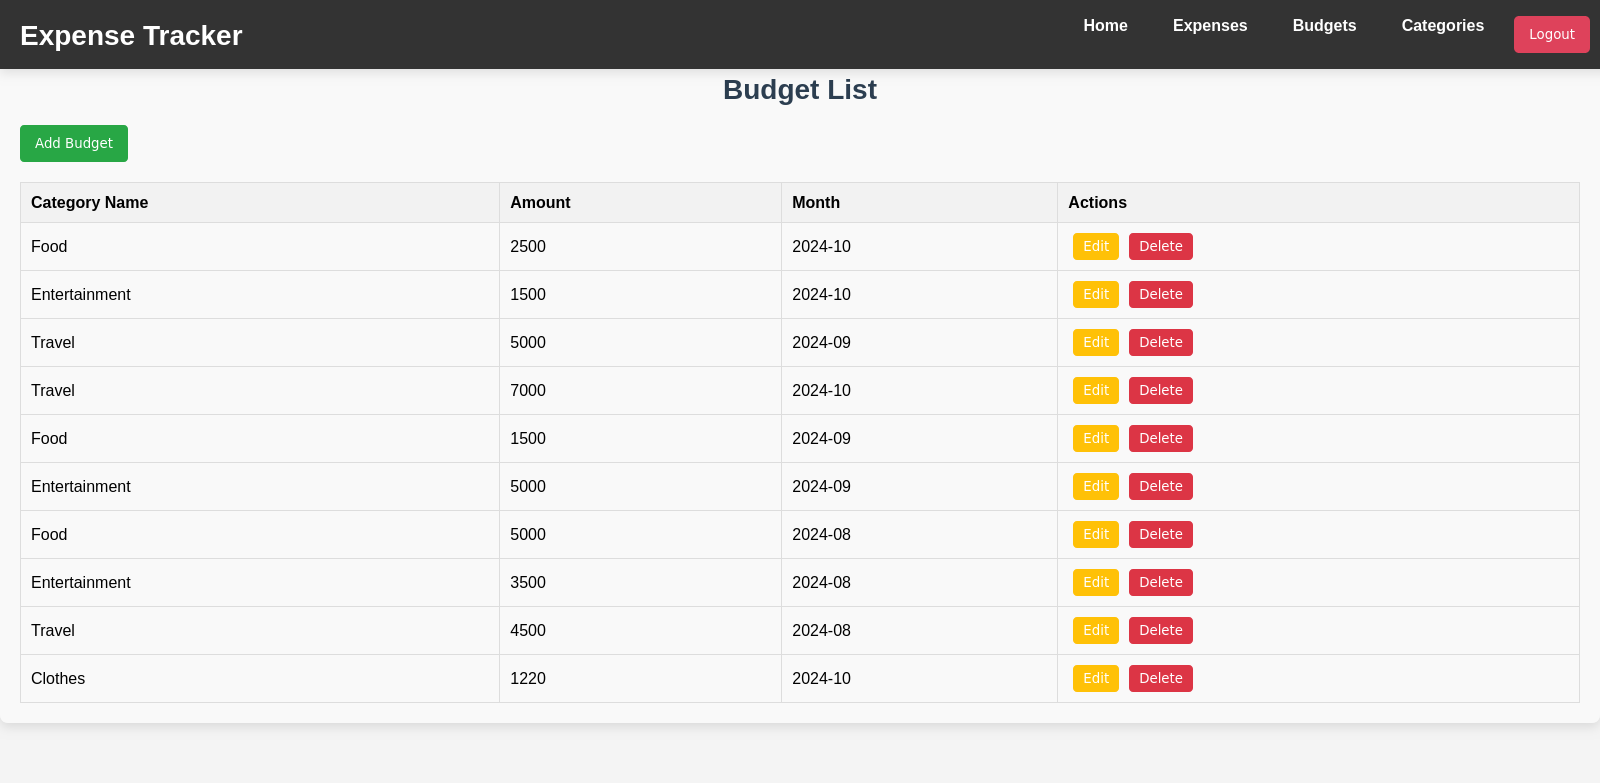 Expense Tracker
Home Expenses Budgets Categories Logout
Budget List
Add Budget
Category Name Amount Month Actions
Food 2500 2024-10 Edit Delete
Entertainment 1500 2024-10 Edit Delete
Travel 5000 2024-09 Edit Delete
Travel 7000 2024-10 Edit Delete
Food 1500 2024-09 Edit Delete
Entertainment 5000 2024-09 Edit Delete
Food 5000 2024-08 Edit Delete
Entertainment 3500 2024-08 Edit Delete
Travel 4500 2024-08 Edit Delete
Clothes 1220 2024-10 Edit Delete